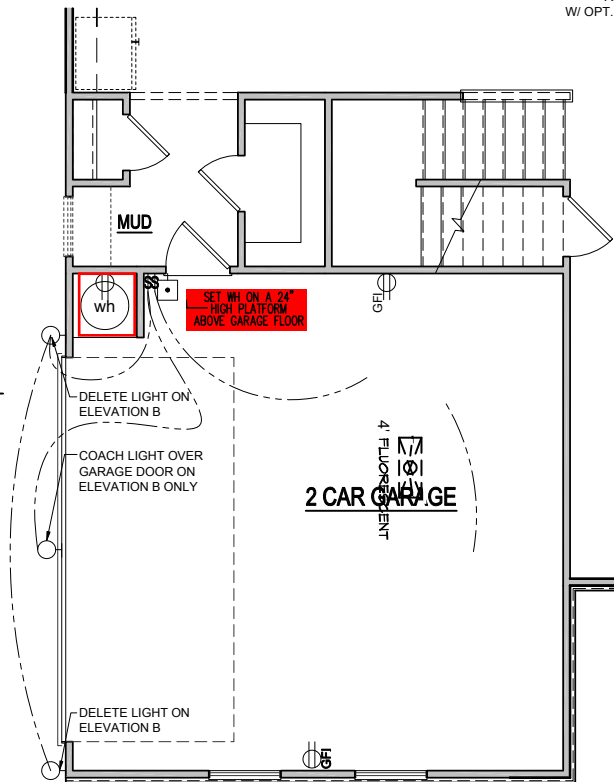 W/ OPT.
MUD
wh
SET WH ON A 24"
HIGH PLATFORM
ABOVE GARAGE FLOOR
GFI
DELETE LIGHT ON
ELEVATION B
COACH LIGHT OVER
GARAGE DOOR ON
ELEVATION B ONLY
4' FLUORESCENT
2 CAR GARAGE
DELETE LIGHT ON
ELEVATION B
GFI